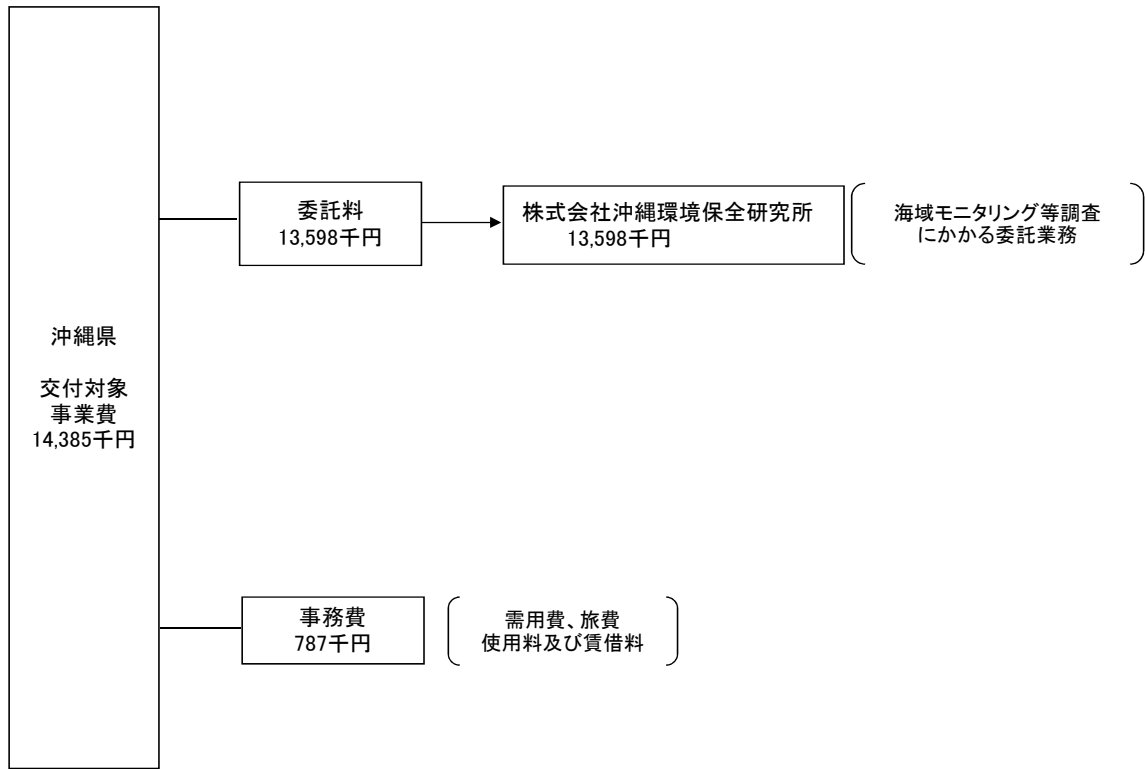 沖縄県
交付対象
事業費
14,385千円
委託料
13,598千円
株式会社沖縄環境保全研究所
13,598千円
海域モニタリング等調査
にかかる委託業務
事務費
787千円
需用費、旅費
使用料及び賃借料